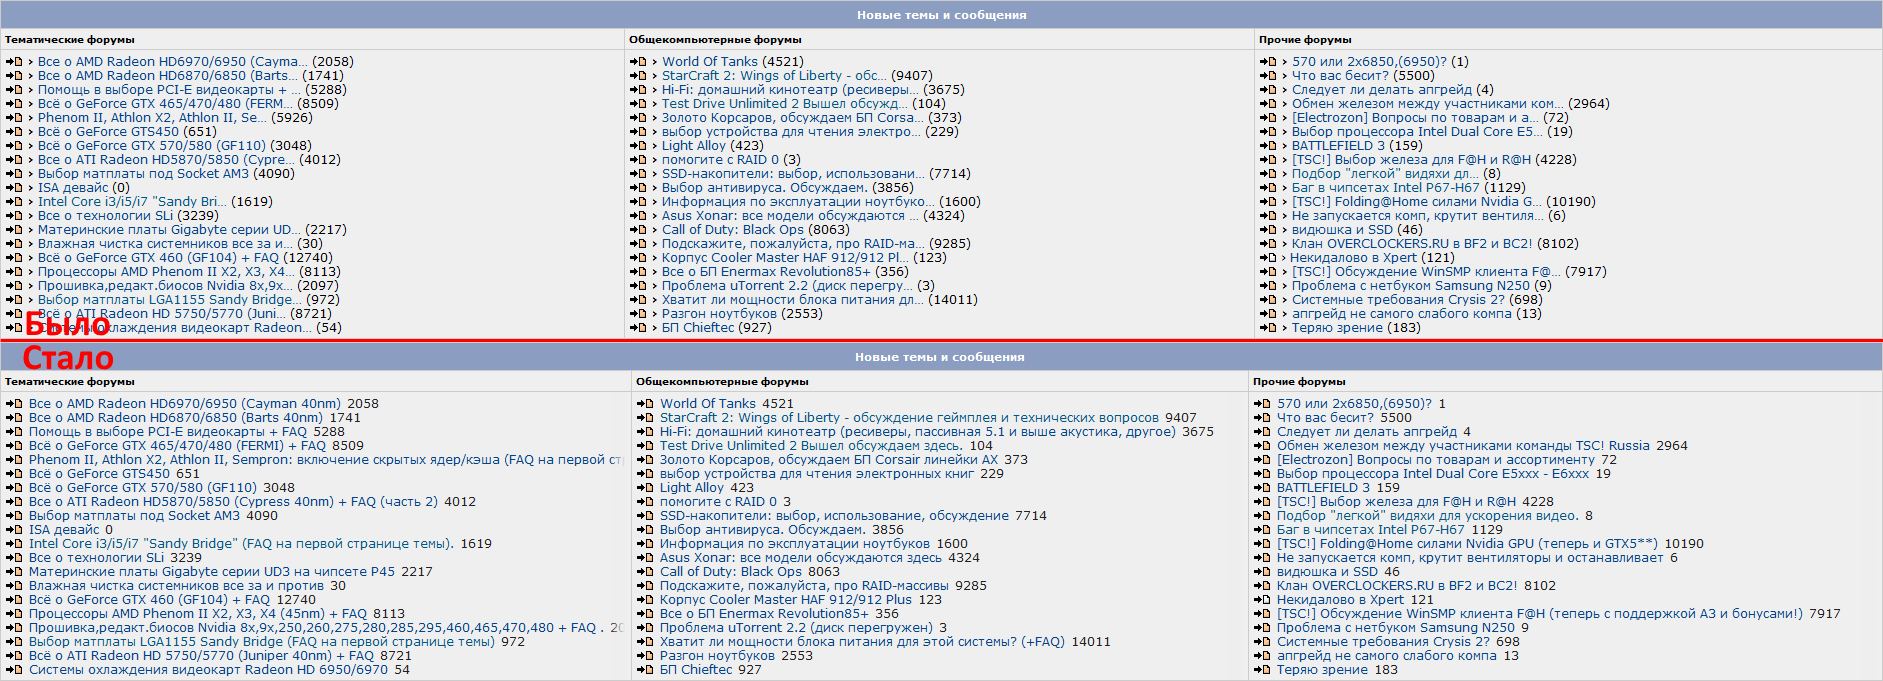 Новые темы и сообщения
Тематические форумы
› Все о AMD Radeon HD6970/6950 (Cayma... (2058)
› Все о AMD Radeon HD6870/6850 (Barts... (1741)
› Помощь в выборе PCI-E видеокарты + ... (5288)
› Всё о GeForce GTX 465/470/480 (FERM... (8509)
› Phenom II, Athlon X2, Athlon II, Se... (5926)
› Всё о GeForce GTS450 (651)
› Всё о GeForce GTX 570/580 (GF110) (3048)
› Все о ATI Radeon HD5870/5850 (Cypre... (4012)
› Выбор матплаты под Socket AM3 (4090)
› ISA девайс (0)
› Intel Core i3/i5/i7 "Sandy Bri... (1619)
› Все о технологии SLi (3239)
› Материнские платы Gigabyte серии UD... (2217)
› Влажная чистка системников все за и... (30)
› Всё о GeForce GTX 460 (GF104) + FAQ (12740)
› Процессоры AMD Phenom II X2, X3, X4... (8113)
› Прошивка,редакт.биосов Nvidia 8x,9x... (2097)
› Выбор матплаты LGA1155 Sandy Bridge... (972)
› Всё о ATI Radeon HD 5750/5770 (Juni... (8721)
› Системы охлаждения видеокарт Radeon... (54)
Общекомпьютерные форумы
› World Of Tanks (4521)
› StarCraft 2: Wings of Liberty - обс... (9407)
› Hi-Fi: домашний кинотеатр (ресиверы... (3675)
› Test Drive Unlimited 2 Вышел обсужд... (104)
› Золото Корсаров, обсуждаем БП Corsa... (373)
› выбор устройства для чтения электро... (229)
› Light Alloy (423)
› помогите с RAID 0 (3)
› SSD-накопители: выбор, использовани... (7714)
› Выбор антивируса. Обсуждаем. (3856)
› Информация по эксплуатации ноутбуко... (1600)
› Asus Xonar: все модели обсуждаются ... (4324)
› Call of Duty: Black Ops (8063)
› Подскажите, пожалуйста, про RAID-ма... (9285)
› Корпус Cooler Master HAF 912/912 Pl... (123)
› Все о БП Enermax Revolution85+ (356)
› Проблема uTorrent 2.2 (диск перегру... (3)
› Хватит ли мощности блока питания дл... (14011)
› Разгон ноутбуков (2553)
› БП Chieftec (927)
Прочие форумы
› 570 или 2x6850,(6950)? (1)
› Что вас бесит? (5500)
› Следует ли делать апгрейд (4)
› Обмен железом между участниками ком... (2964)
› [Electrozon] Вопросы по товарам и а... (72)
› Выбор процессора Intel Dual Core E5... (19)
› BATTLEFIELD 3 (159)
› [TSC!] Выбор железа для F@H и R@H (4228)
› Подбор "легкой" видяхи дл... (8)
› Баг в чипсетах Intel P67-H67 (1129)
› [TSC!] Folding@Home силами Nvidia G... (10190)
› Не запускается комп, крутит вентиля... (6)
› видюшка и SSD (46)
› Клан OVERCLOCKERS.RU в BF2 и BC2! (8102)
› Некидалово в Xpert (121)
› [TSC!] Обсуждение WinSMP клиента F@... (7917)
› Проблема с нетбуком Samsung N250 (9)
› Системные требования Crysis 2? (698)
› апгрейд не самого слабого компа (13)
› Теряю зрение (183)
Было
Стало
Новые темы и сообщения
Тематические форумы
Все о AMD Radeon HD6970/6950 (Cayman 40nm) 2058
Все о AMD Radeon HD6870/6850 (Barts 40nm) 1741
Помощь в выборе PCI-E видеокарты + FAQ 5288
Всё о GeForce GTX 465/470/480 (FERMI) + FAQ 8509
Phenom II, Athlon X2, Athlon II, Sempron: включение скрытых ядер/кэша (FAQ на первой ст
Всё о GeForce GTS450 651
Всё о GeForce GTX 570/580 (GF110) 3048
Все о ATI Radeon HD5870/5850 (Cypress 40nm) + FAQ (часть 2) 4012
Выбор матплаты под Socket AM3 4090
ISA девайс 0
Intel Core i3/i5/i7 "Sandy Bridge" (FAQ на первой странице темы). 1619
Все о технологии SLi 3239
Материнские платы Gigabyte серии UD3 на чипсете P45 2217
Влажная чистка системников все за и против 30
Всё о GeForce GTX 460 (GF104) + FAQ 12740
Процессоры AMD Phenom II X2, X3, X4 (45nm) + FAQ 8113
Прошивка,редакт.биосов Nvidia 8x,9x,250,260,275,280,285,295,460,465,470,480 + FAQ . 20
Выбор матплаты LGA1155 Sandy Bridge (FAQ на первой странице темы) 972
Всё о ATI Radeon HD 5750/5770 (Juniper 40nm) + FAQ 8721
Системы охлаждения видеокарт Radeon HD 6950/6970 54
Общекомпьютерные форумы
World Of Tanks 4521
StarCraft 2: Wings of Liberty - обсуждение геймплея и технических вопросов 9407
Hi-Fi: домашний кинотеатр (ресиверы, пассивная 5.1 и выше акустика, другое) 3675
Test Drive Unlimited 2 Вышел обсуждаем здесь. 104
Золото Корсаров, обсуждаем БП Corsair линейки AX 373
выбор устройства для чтения электронных книг 229
Light Alloy 423
помогите с RAID 0 3
SSD-накопители: выбор, использование, обсуждение 7714
Выбор антивируса. Обсуждаем. 3856
Информация по эксплуатации ноутбуков 1600
Asus Xonar: все модели обсуждаются здесь 4324
Call of Duty: Black Ops 8063
Подскажите, пожалуйста, про RAID-массивы 9285
Корпус Cooler Master HAF 912/912 Plus 123
Все о БП Enermax Revolution85+ 356
Проблема uTorrent 2.2 (диск перегружен) 3
Хватит ли мощности блока питания для этой системы? (+FAQ) 14011
Разгон ноутбуков 2553
БП Chieftec 927
Прочие форумы
570 или 2x6850,(6950)? 1
Что вас бесит? 5500
Следует ли делать апгрейд 4
Обмен железом между участниками команды TSC! Russia 2964
[Electrozon] Вопросы по товарам и ассортименту 72
Выбор процессора Intel Dual Core E5xxx - E6xxx 19
BATTLEFIELD 3 159
[TSC!] Выбор железа для F@H и R@H 4228
Подбор "легкой" видяхи для ускорения видео. 8
Баг в чипсетах Intel P67-H67 1129
[TSC!] Folding@Home силами Nvidia GPU (теперь и GTX5**) 10190
Не запускается комп, крутит вентиляторы и останавливает 6
видюшка и SSD 46
Клан OVERCLOCKERS.RU в BF2 и BC2! 8102
Некидалово в Xpert 121
[TSC!] Обсуждение WinSMP клиента F@H (теперь с поддержкой A3 и бонусами!) 7917
Проблема с нетбуком Samsung N250 9
Системные требования Crysis 2? 698
апгрейд не самого слабого компа 13
Теряю зрение 183